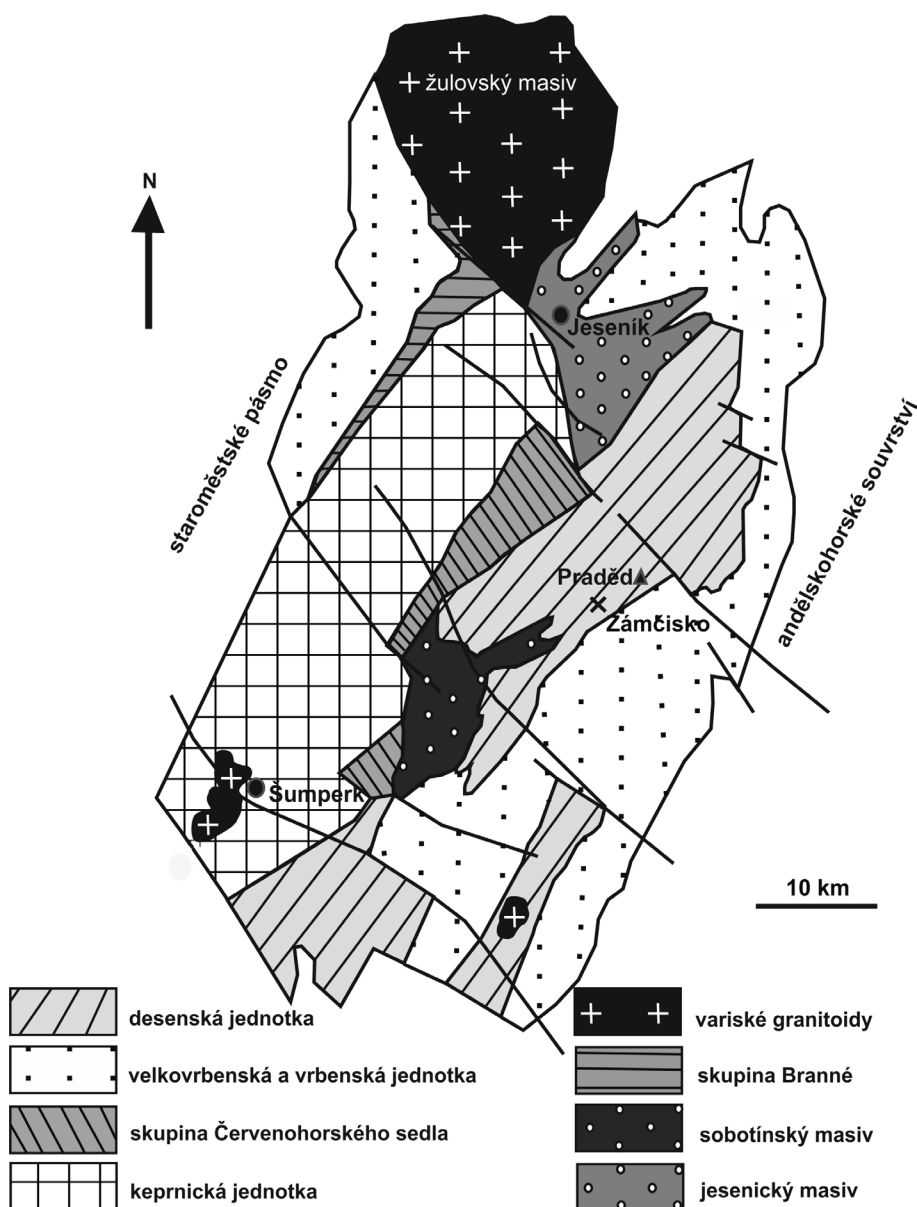 žulovský masiv
N
Jeseník
staroměstské pásmo
andělskohorské souvrství
Praděd
Zámčisko
Šumperk
10 km
desenská jednotka
velkovrbenská a vrbenská jednotka
skupina Červenohorského sedla
keprnická jednotka
variské granitoidy
skupina Branné
sobotínský masiv
jesenický masiv